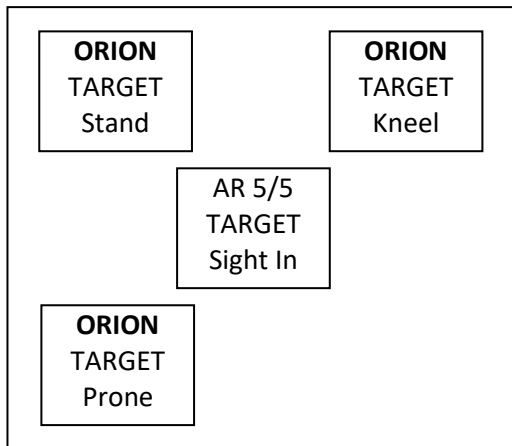 ORION
TARGET
Stand
ORION
TARGET
Kneel
AR 5/5
TARGET
Sight In
ORION
TARGET
Prone